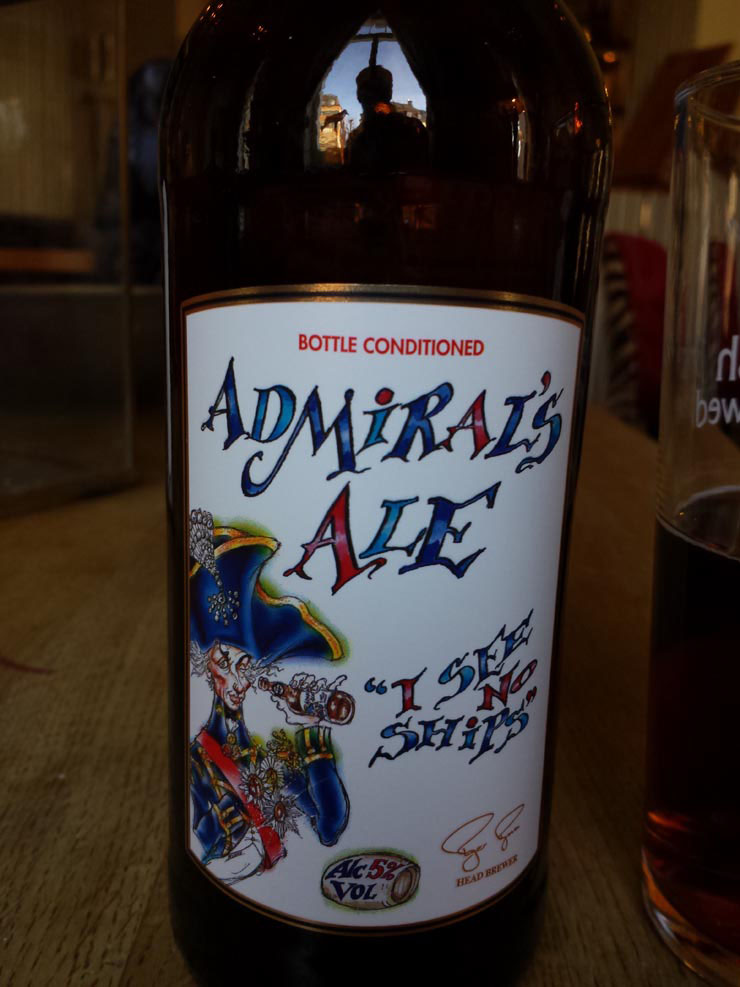 BOTTLE CONDITIONED
ADMiRAL'S
ALE
"I SEE
NO
SHiPS"
Alc 5%
VOL
HEAD BREWER